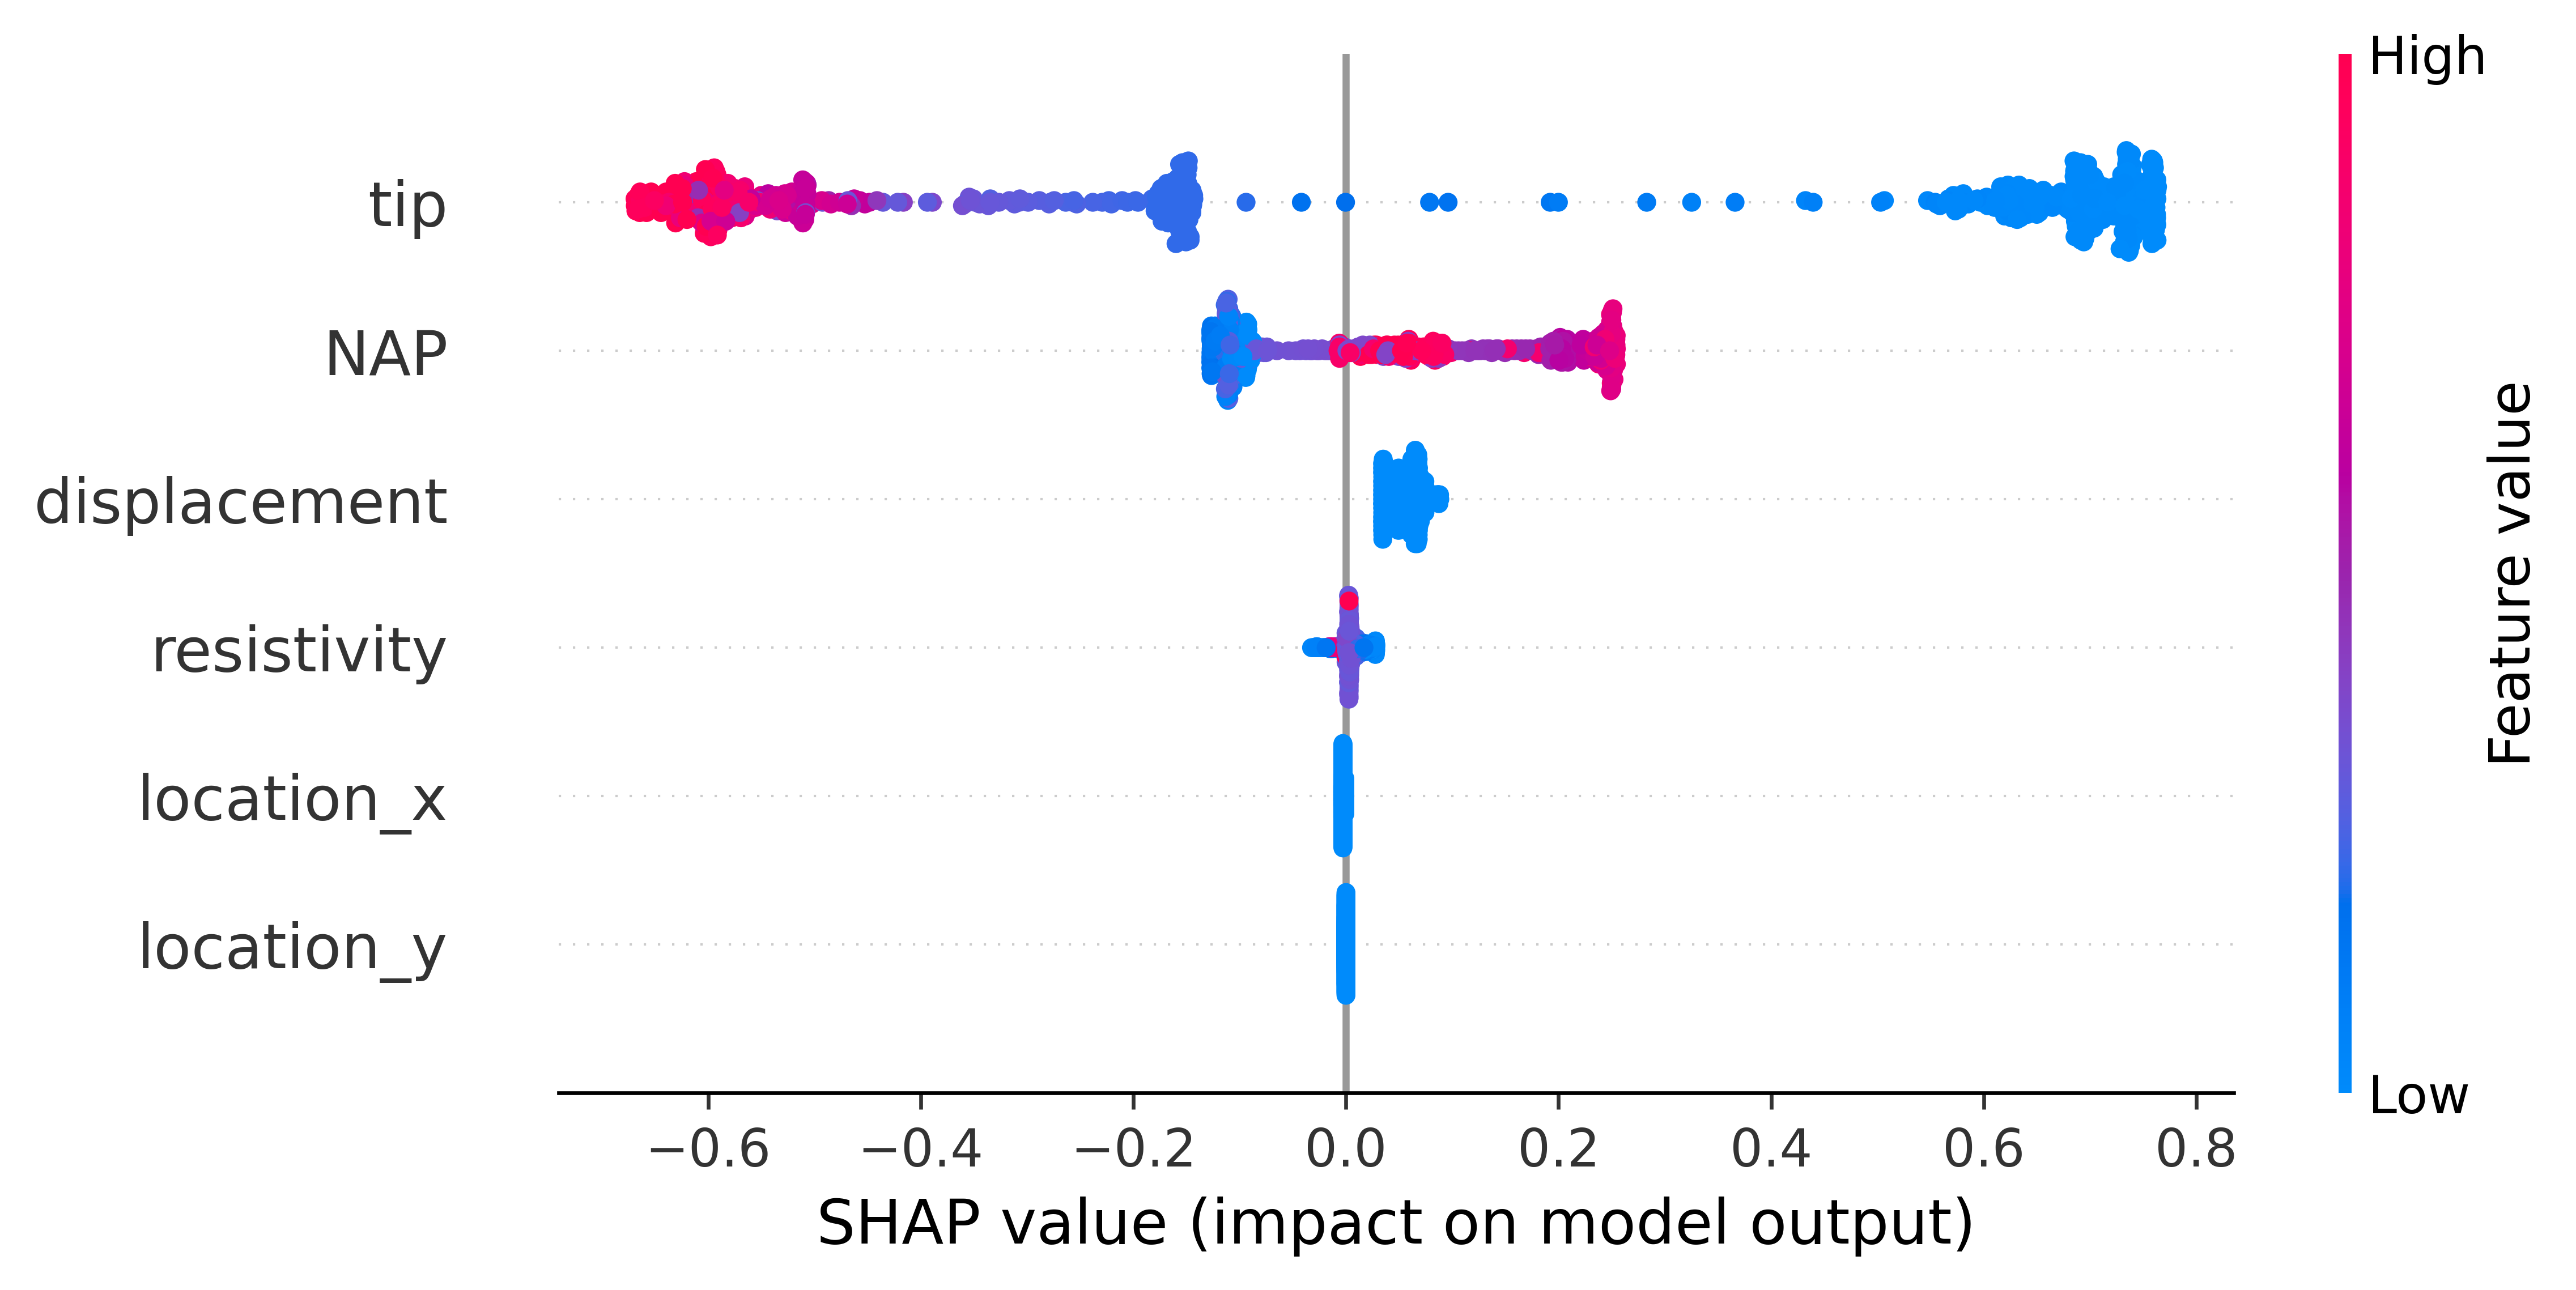 High
tip
NAP
displacement
resistivity
location_x
location_y
Feature value
Low
−0.6 −0.4 −0.2 0.0 0.2 0.4 0.6 0.8
SHAP value (impact on model output)